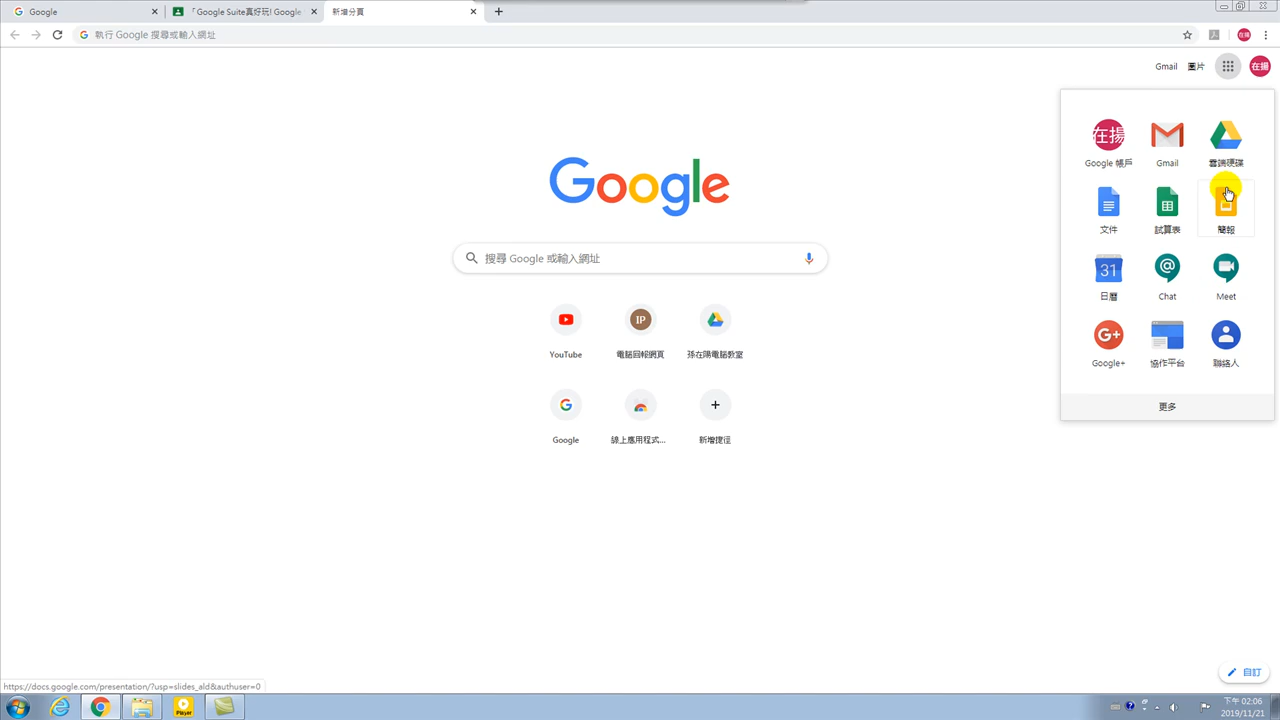 Google
「Google Suite真好玩! Google
新增分頁
執行 Google 搜尋或輸入網址
在揚
Gmail
圖片
在揚
在揚
Google 帳戶
Gmail
雲端硬碟
文件
試算表
簡報
31
日曆
Chat
Meet
G+
Google+
協作平台
聯絡人
更多
Google
搜尋 Google 或輸入網址
IP
YouTube
電腦回報網頁
孫在陽電腦教室
Google
線上應用程式...
新增捷徑
自訂
https://docs.google.com/presentation/?usp=slides_ald&authuser=0
Player
下午 02:06
2019/11/21